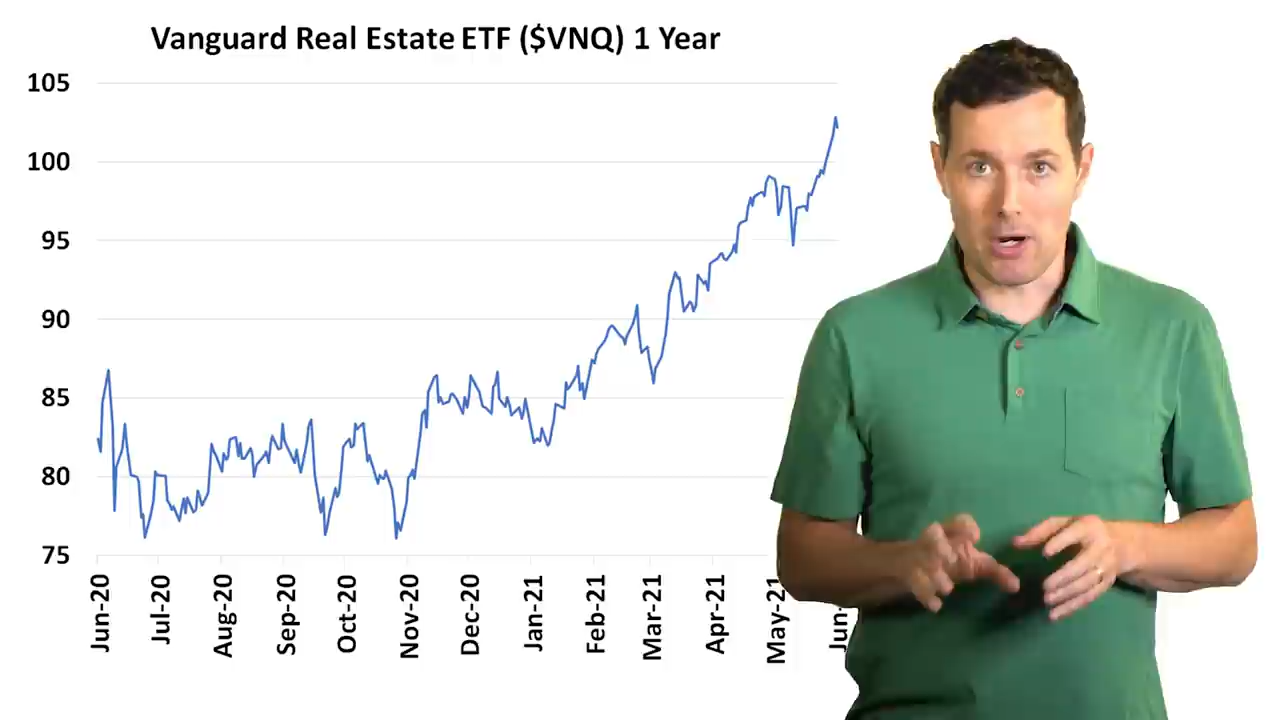 Vanguard Real Estate ETF ($VNQ) 1 Year
105
100
95
90
85
80
75
Jun-20
Jul-20
Aug-20
Sep-20
Oct-20
Nov-20
Dec-20
Jan-21
Feb-21
Mar-21
Apr-21
May-21
Jun-